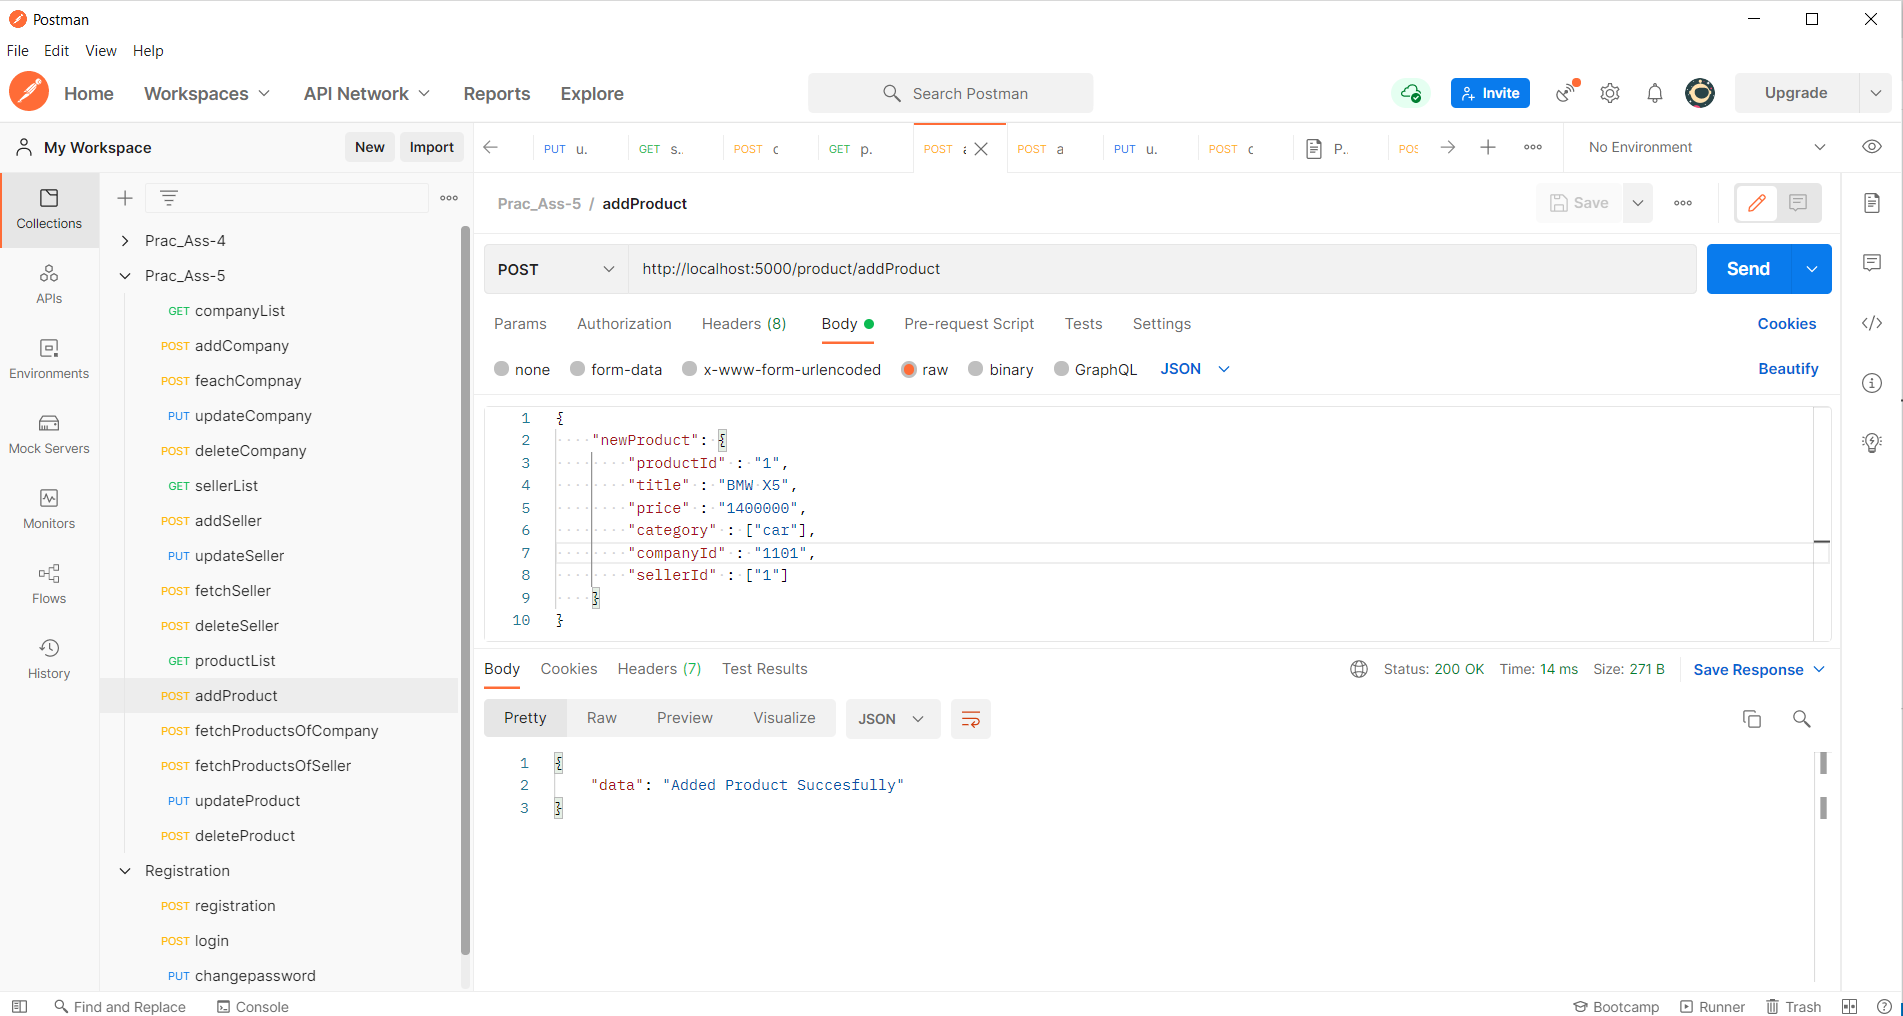 Postman
File Edit View Help
Home Workspaces API Network Reports Explore Search Postman Invite Upgrade
My Workspace New Import
PUT u. GET s.. POST c GET p. POST a POST a PUT u. POST c P.. POS No Environment
Collections
APIs
Environments
Mock Servers
Monitors
Flows
History
Prac_Ass-4
Prac_Ass-5
GET companyList
POST addCompany
POST feachCompnay
PUT updateCompany
POST deleteCompany
GET sellerList
POST addSeller
PUT updateSeller
POST fetchSeller
POST deleteSeller
GET productList
POST addProduct
POST fetchProductsOfCompany
POST fetchProductsOfSeller
PUT updateProduct
POST deleteProduct
Registration
POST registration
POST login
PUT changepassword
Prac_Ass-5 / addProduct Save
POST http://localhost:5000/product/addProduct Send
Params Authorization Headers (8) Body Pre-request Script Tests Settings Cookies
none form-data x-www-form-urlencoded raw binary GraphQL JSON Beautify
1 {
2 "newProduct": {
3 "productId" : "1",
4 "title" : "BMW X5",
5 "price" : "1400000",
6 "category" : ["car"],
7 "companyId" : "1101",
8 "sellerId" : ["1"]
9 }
10 }
Body Cookies Headers (7) Test Results Status: 200 OK Time: 14 ms Size: 271 B Save Response
Pretty Raw Preview Visualize JSON
1 {
2 "data": "Added Product Succesfully"
3 }
Find and Replace Console Bootcamp Runner Trash